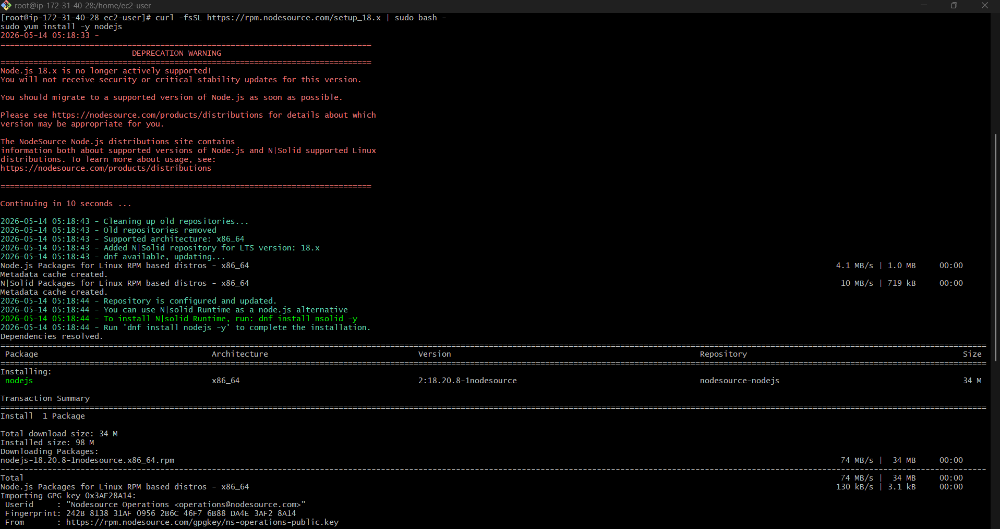 root@ip-172-31-40-28:/home/ec2-user
[root@ip-172-31-40-28 ec2-user]# curl -fsSL https://rpm.nodesource.com/setup_18.x | sudo bash -
sudo yum install -y nodejs
2026-05-14 05:18:33 -
===============================================================================
DEPRECATION WARNING
===============================================================================
Node.js 18.x is no longer actively supported!
You will not receive security or critical stability updates for this version.
You should migrate to a supported version of Node.js as soon as possible.
Please see https://nodesource.com/products/distributions for details about which
version may be appropriate for you.
The NodeSource Node.js distributions site contains
information both about supported versions of Node.js and N|Solid supported Linux
distributions. To learn more about usage, see:
https://nodesource.com/products/distributions
===============================================================================
Continuing in 10 seconds ...
2026-05-14 05:18:43 - Cleaning up old repositories...
2026-05-14 05:18:43 - Old repositories removed
2026-05-14 05:18:43 - Supported architecture: x86_64
2026-05-14 05:18:43 - Added N|Solid repository for LTS version: 18.x
2026-05-14 05:18:43 - dnf available, updating...
Node.js Packages for Linux RPM based distros - x86_64 4.1 MB/s | 1.0 MB 00:00
Metadata cache created.
N|Solid Packages for Linux RPM based distros - x86_64 10 MB/s | 719 kB 00:00
Metadata cache created.
2026-05-14 05:18:44 - Repository is configured and updated.
2026-05-14 05:18:44 - You can use N|solid Runtime as a node.js alternative
2026-05-14 05:18:44 - To install N|solid Runtime, run: dnf install nsolid -y
2026-05-14 05:18:44 - Run 'dnf install nodejs -y' to complete the installation.
Dependencies resolved.
Package Architecture Version Repository Size
Installing:
nodejs x86_64 2:18.20.8-1nodesource nodesource-nodejs 34 M
Transaction Summary
Install 1 Package
Total download size: 34 M
Installed size: 98 M
Downloading Packages:
nodejs-18.20.8-1nodesource.x86_64.rpm 74 MB/s | 34 MB 00:00
Total 74 MB/s | 34 MB 00:00
Node.js Packages for Linux RPM based distros - x86_64 130 kB/s | 3.1 kB 00:00
Importing GPG key 0x3AF28A14:
Userid : "Nodesource Operations <operations@nodesource.com>"
Fingerprint: 242B 8138 31AF 0956 2B6C 46F7 6B88 DA4E 3AF2 8A14
From : https://rpm.nodesource.com/gpgkey/ns-operations-public.key